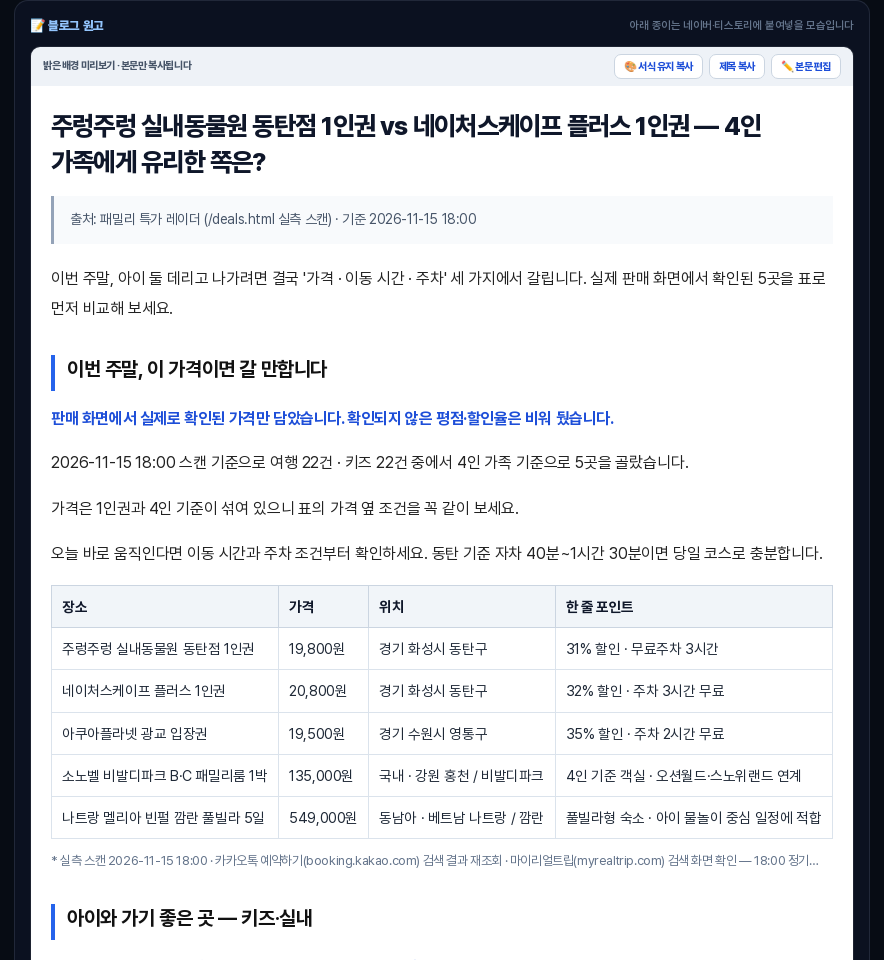 📝 블로그 원고
아래 종이는 네이버·티스토리에 붙여넣을 모습입니다
밝은 배경 미리보기 · 본문만 복사됩니다
🎨 서식 유지 복사
제목 복사
✏️ 본문 편집
주렁주렁 실내동물원 동탄점 1인권 vs 네이처스케이프 플러스 1인권 — 4인
가족에게 유리한 쪽은?
출처: 패밀리 특가 레이더 (/deals.html 실측 스캔) · 기준 2026-11-15 18:00
이번 주말, 아이 둘 데리고 나가려면 결국 '가격 · 이동 시간 · 주차' 세 가지에서 갈립니다. 실제 판매 화면에서 확인된 5곳을 표로
먼저 비교해 보세요.
이번 주말, 이 가격이면 갈 만합니다
판매 화면에서 실제로 확인된 가격만 담았습니다. 확인되지 않은 평점·할인율은 비워 뒀습니다.
2026-11-15 18:00 스캔 기준으로 여행 22건 · 키즈 22건 중에서 4인 가족 기준으로 5곳을 골랐습니다.
가격은 1인권과 4인 기준이 섞여 있으니 표의 가격 옆 조건을 꼭 같이 보세요.
오늘 바로 움직인다면 이동 시간과 주차 조건부터 확인하세요. 동탄 기준 자차 40분~1시간 30분이면 당일 코스로 충분합니다.
장소 가격 위치 한 줄 포인트
주렁주렁 실내동물원 동탄점 1인권 19,800원 경기 화성시 동탄구 31% 할인 · 무료주차 3시간
네이처스케이프 플러스 1인권 20,800원 경기 화성시 동탄구 32% 할인 · 주차 3시간 무료
아쿠아플라넷 광교 입장권 19,500원 경기 수원시 영통구 35% 할인 · 주차 2시간 무료
소노벨 비발디파크 B·C 패밀리룸 1박 135,000원 국내 · 강원 홍천 / 비발디파크 4인 기준 객실 · 오션월드·스노위랜드 연계
나트랑 멜리아 빈펄 깜란 풀빌라 5일 549,000원 동남아 · 베트남 나트랑 / 깜란 풀빌라형 숙소 · 아이 물놀이 중심 일정에 적합
* 실측 스캔 2026-11-15 18:00 · 카카오톡 예약하기(booking.kakao.com) 검색 결과 재조회 · 마이리얼트립(myrealtrip.com) 검색 화면 확인 — 18:00 정기…
아이와 가기 좋은 곳 — 키즈·실내